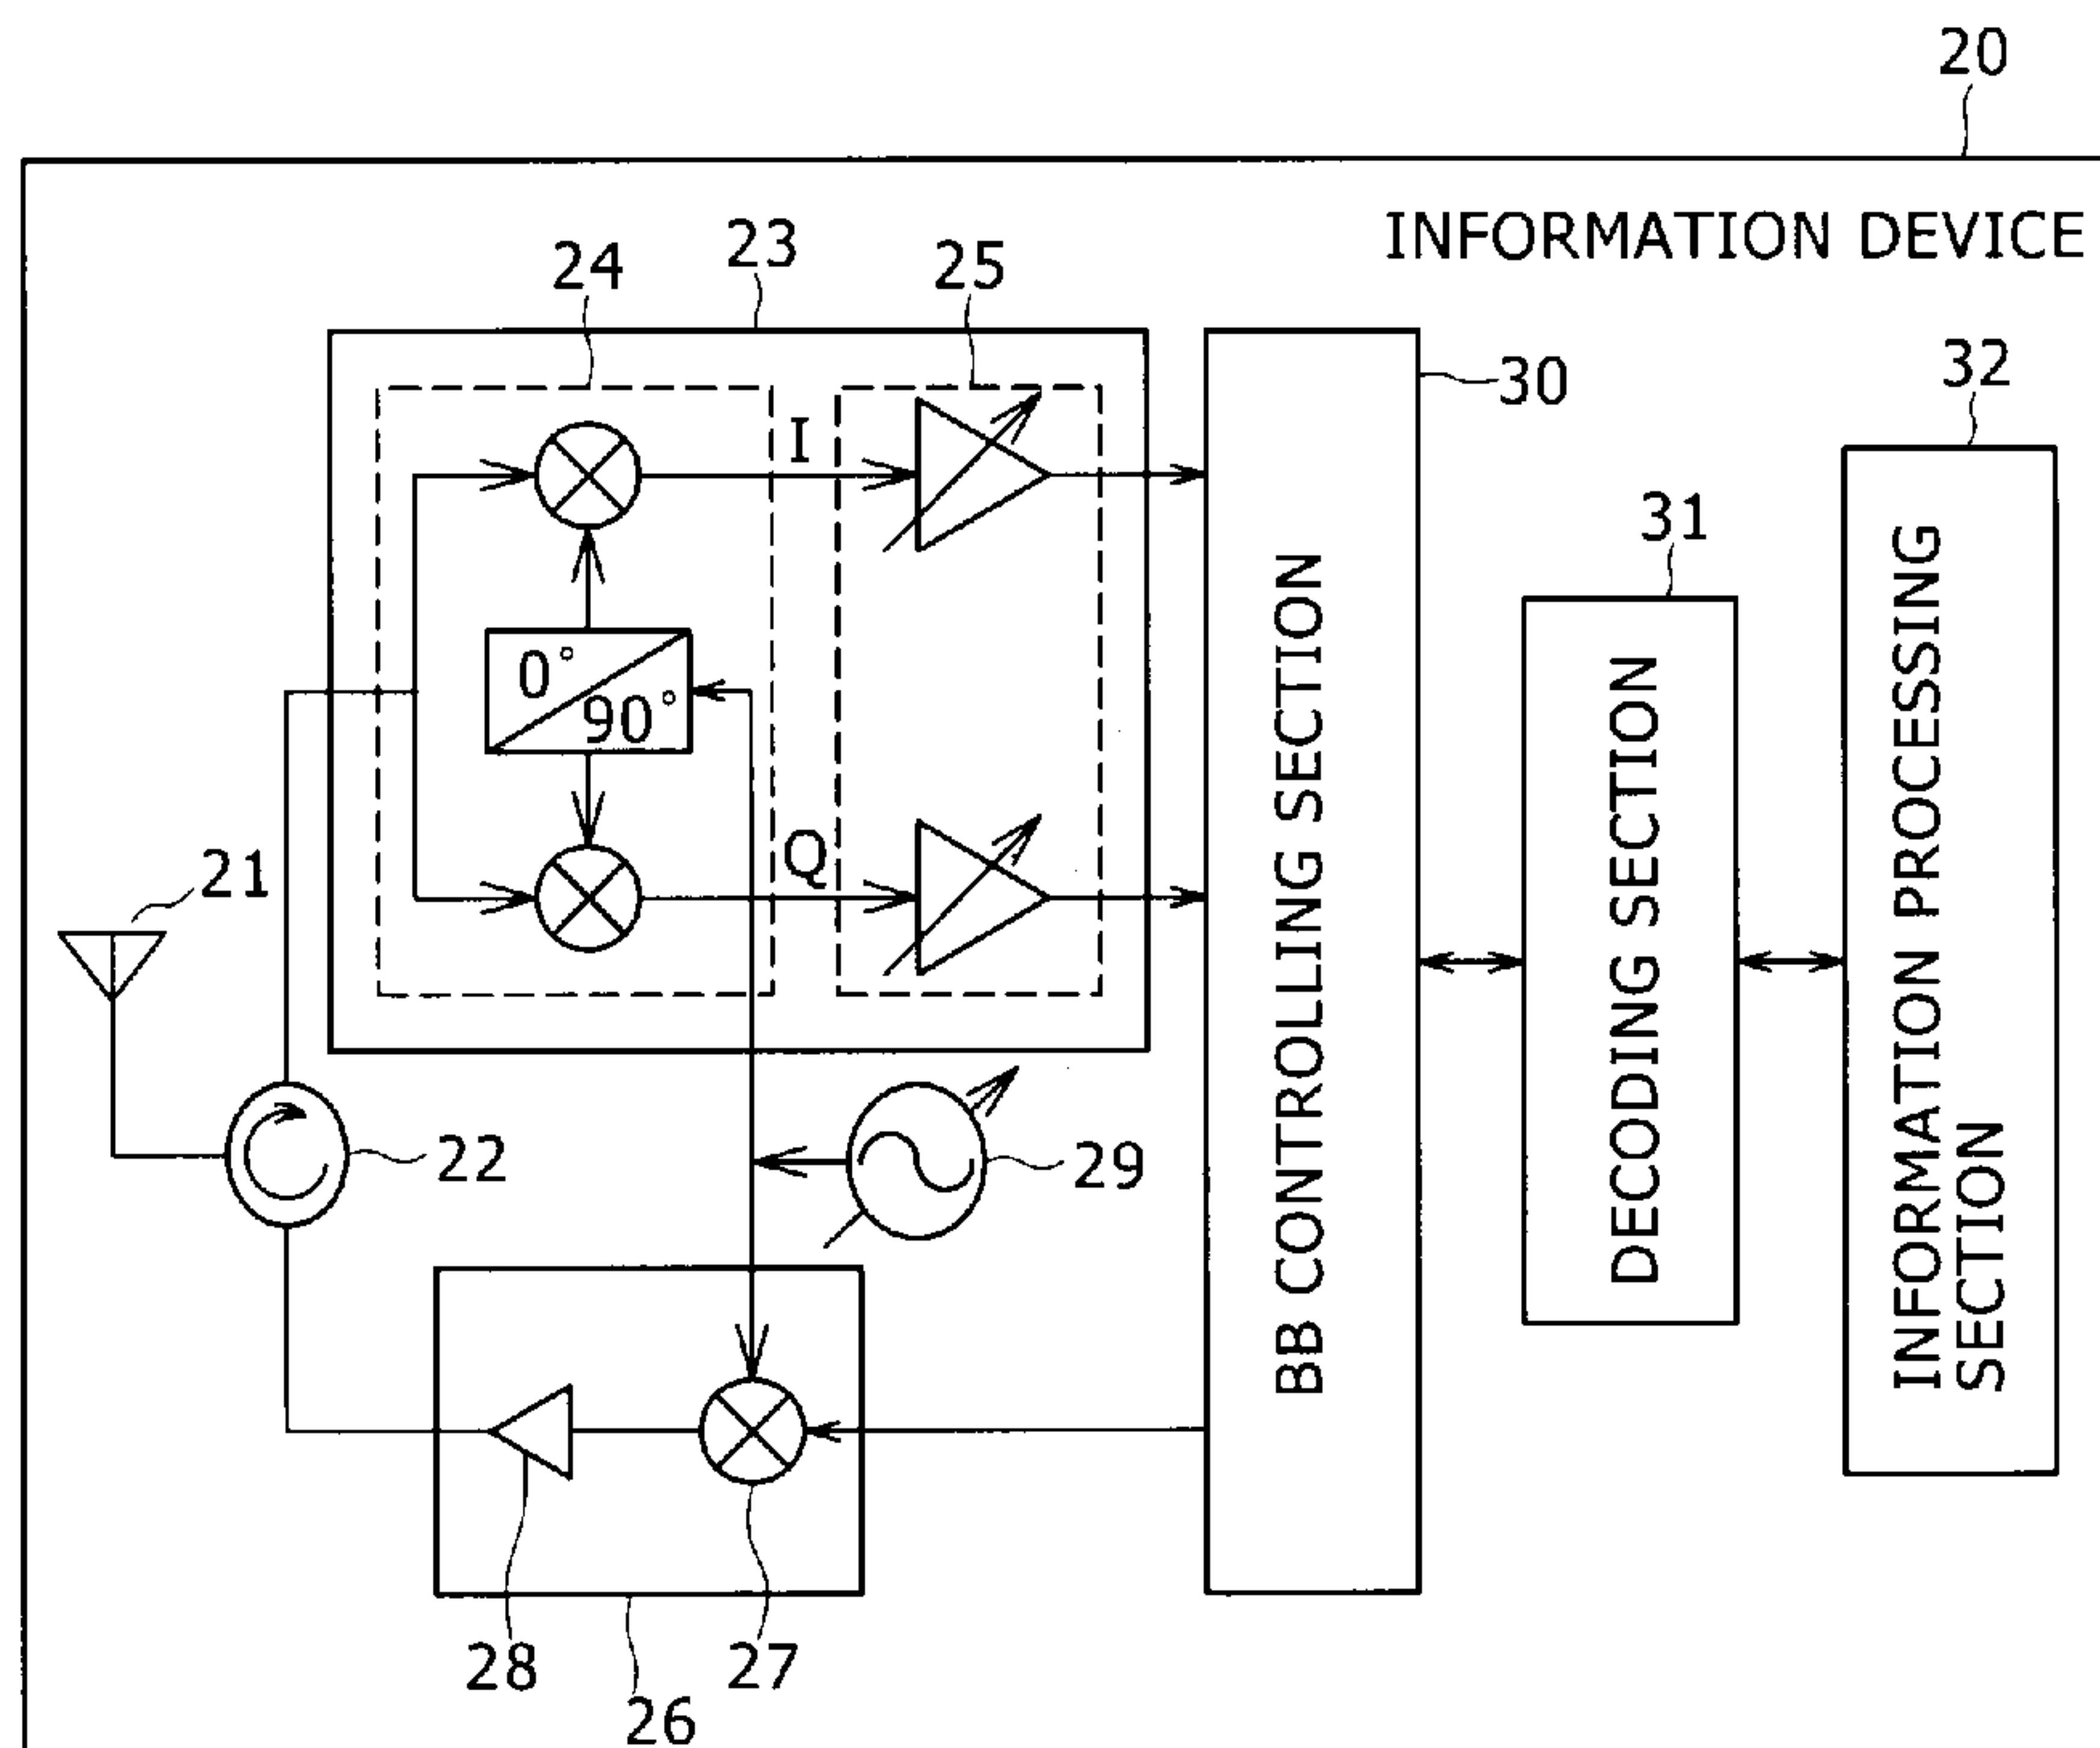 20
INFORMATION DEVICE
23
24
25
30
32
I
0°
90°
31
Q
21
22
29
BB CONTROLLING SECTION
DECODING SECTION
INFORMATION PROCESSING
SECTION
28
27
26